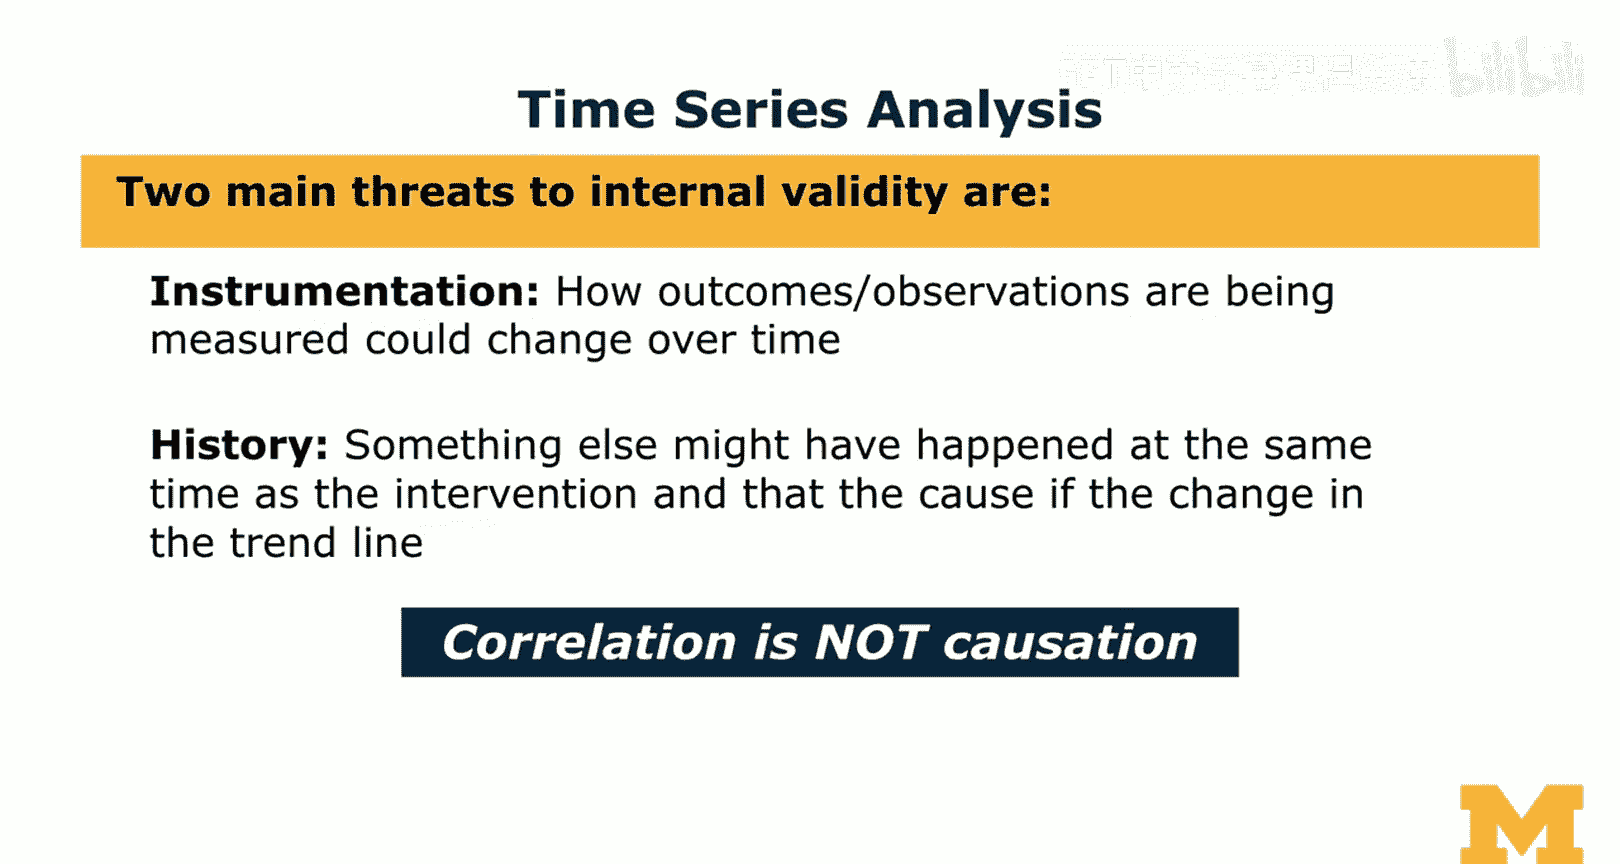 bilibili
Time Series Analysis
Two main threats to internal validity are:
Instrumentation: How outcomes/observations are being
measured could change over time
History: Something else might have happened at the same
time as the intervention and that the cause if the change in
the trend line
Correlation is NOT causation
M